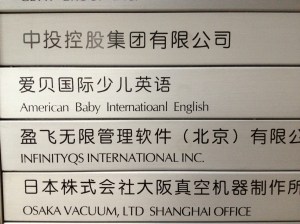 中投控股集团有限公司
爱贝国际少儿英语
American Baby Internatioanl English
盈飞无限管理软件（北京）有限公
INFINITYQS INTERNATIONAL INC.
日本株式会社大阪真空机器制作所
OSAKA VACUUM, LTD SHANGHAI OFFICE